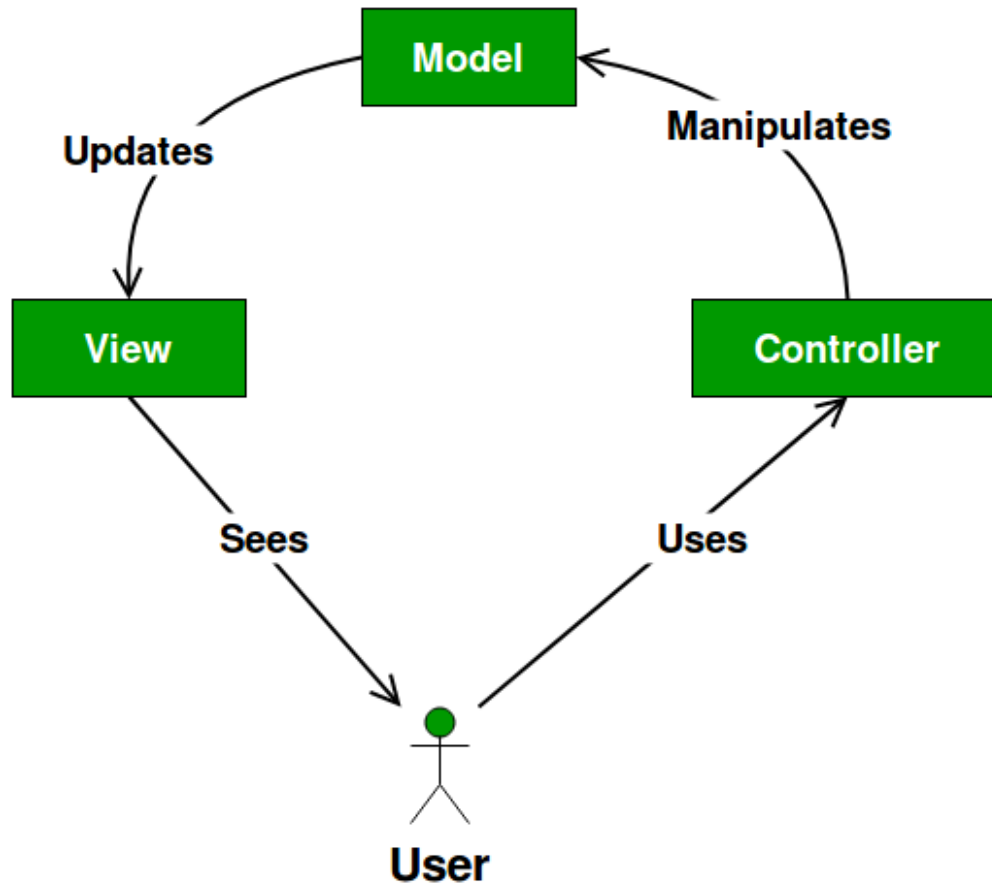 Model
Updates
Manipulates
View
Controller
Sees
Uses
User